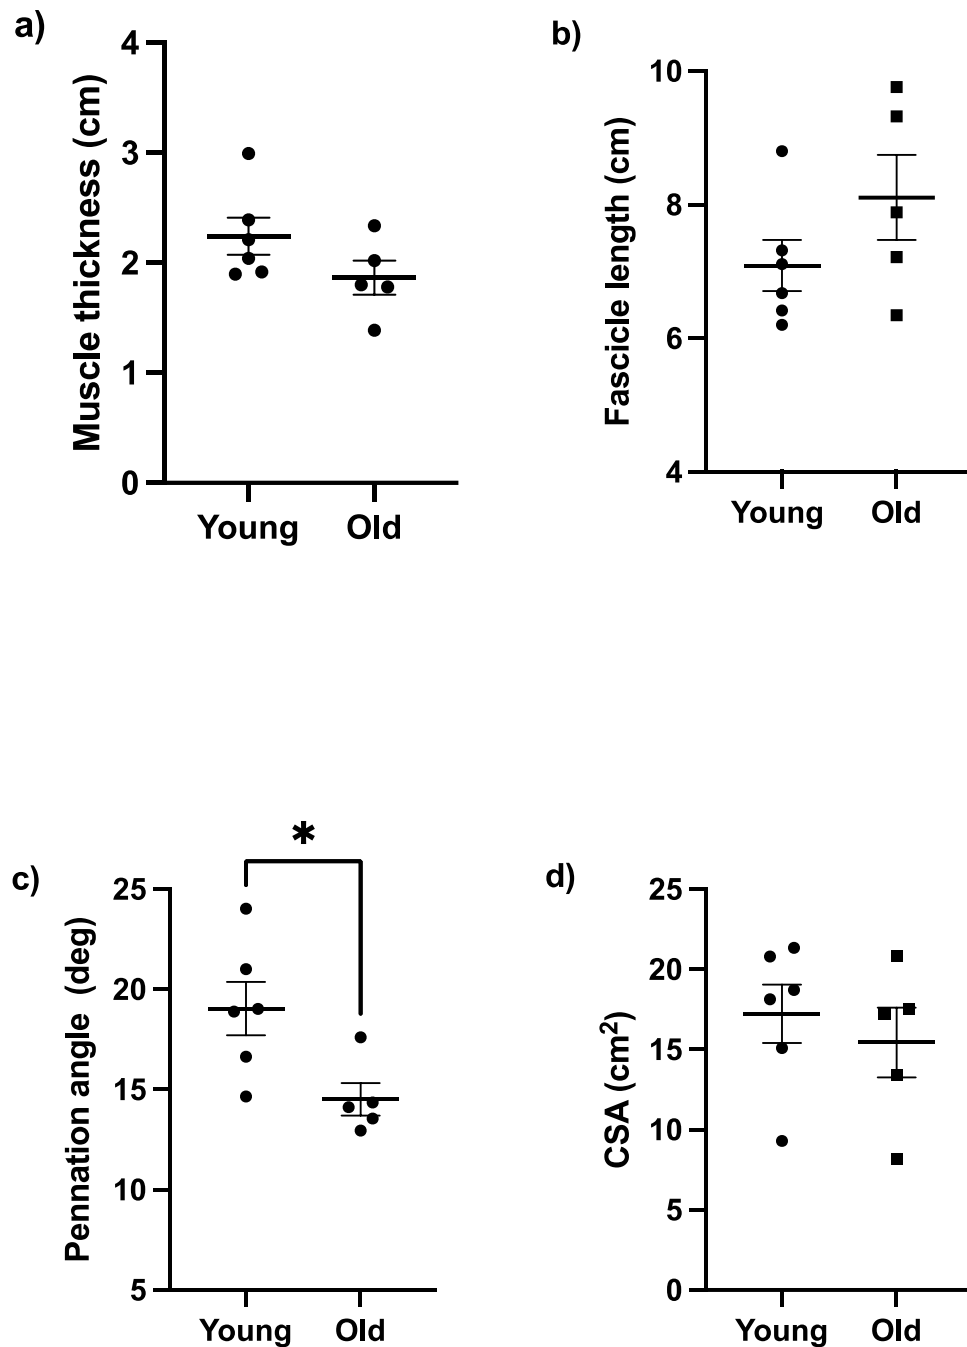 a)
Muscle thickness (cm)
4
3
2
1
0
Young Old
b)
Fascicle length (cm)
10
8
6
4
Young Old
c)
*
Pennation angle (deg)
25
20
15
10
5
Young Old
d)
CSA (cm²)
25
20
15
10
5
0
Young Old